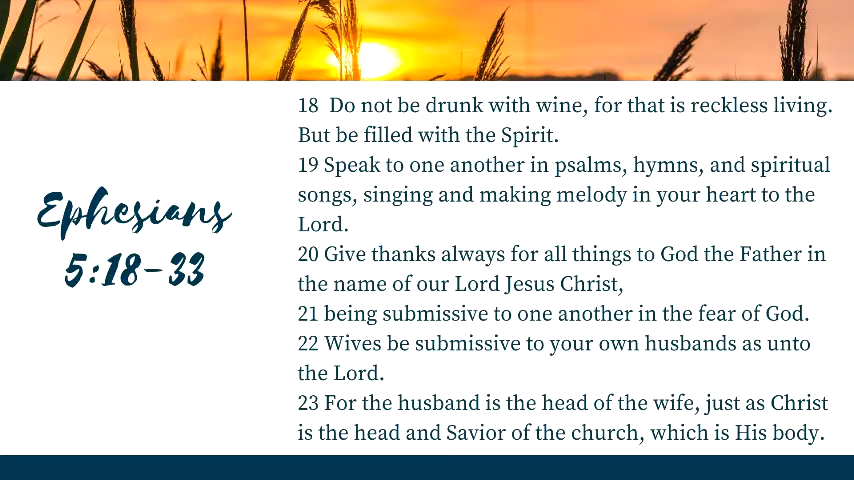 Ephesians
5:18-33
18  Do not be drunk with wine, for that is reckless living.
But be filled with the Spirit.
19 Speak to one another in psalms, hymns, and spiritual
songs, singing and making melody in your heart to the
Lord.
20 Give thanks always for all things to God the Father in
the name of our Lord Jesus Christ,
21 being submissive to one another in the fear of God.
22 Wives be submissive to your own husbands as unto
the Lord.
23 For the husband is the head of the wife, just as Christ
is the head and Savior of the church, which is His body.